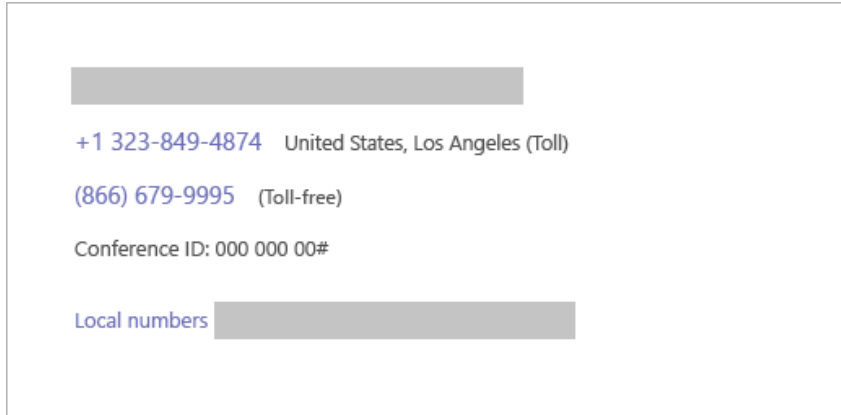 +1 323-849-4874 United States, Los Angeles (Toll)
(866) 679-9995 (Toll-free)
Conference ID: 000 000 00#
Local numbers